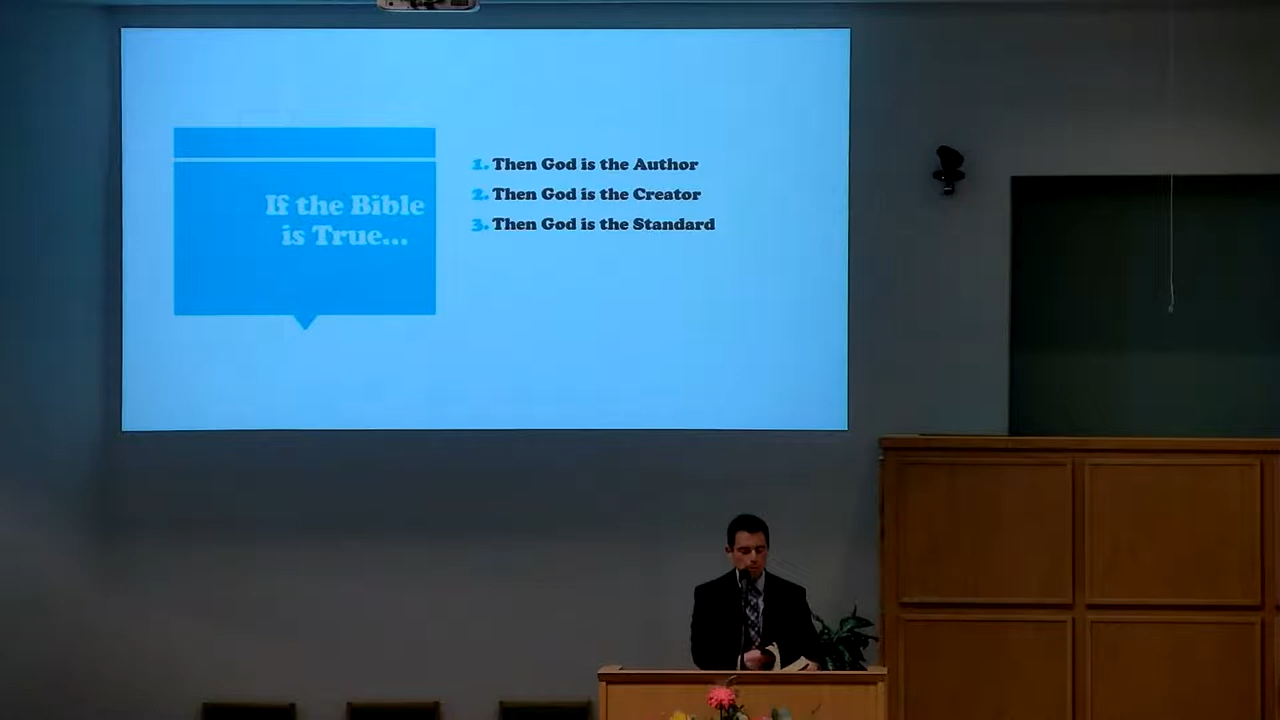 If the Bible
is True...
1. Then God is the Author
2. Then God is the Creator
3. Then God is the Standard